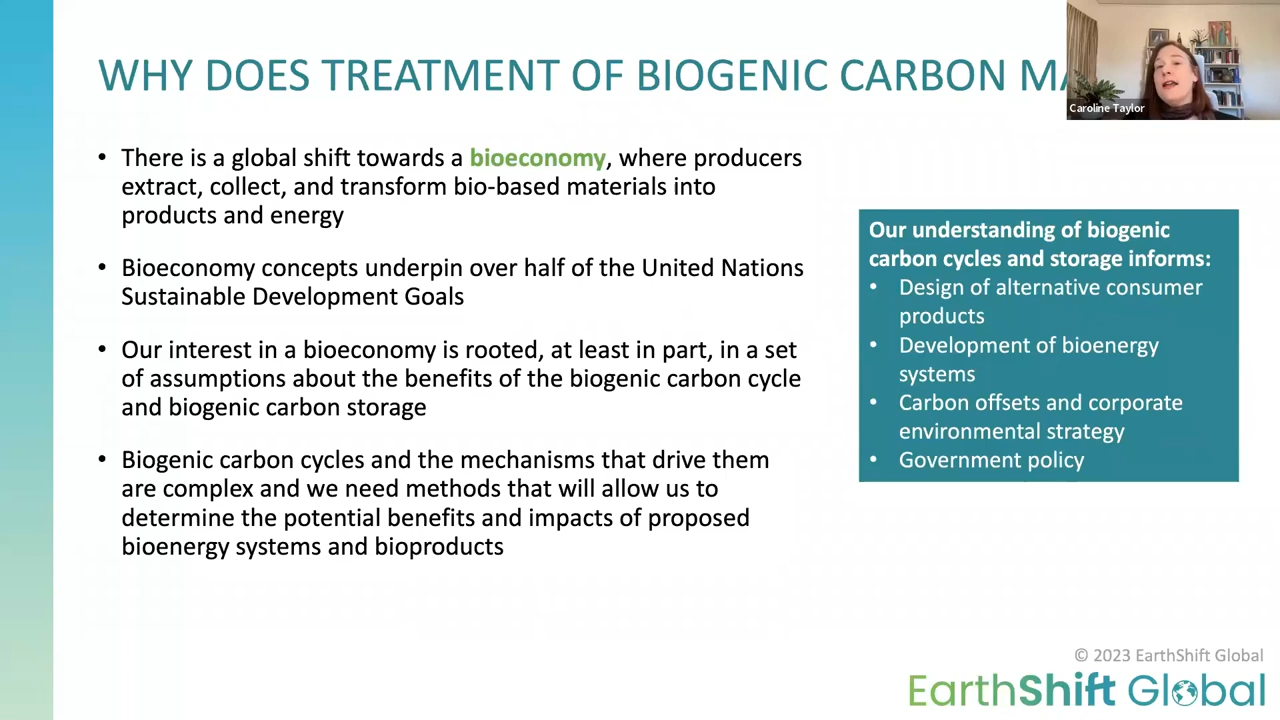 WHY DOES TREATMENT OF BIOGENIC CARBON
Caroline Taylor
• There is a global shift towards a bioeconomy, where producers
extract, collect, and transform bio-based materials into
products and energy
• Bioeconomy concepts underpin over half of the United Nations
Sustainable Development Goals
• Our interest in a bioeconomy is rooted, at least in part, in a set
of assumptions about the benefits of the biogenic carbon cycle
and biogenic carbon storage
• Biogenic carbon cycles and the mechanisms that drive them
are complex and we need methods that will allow us to
determine the potential benefits and impacts of proposed
bioenergy systems and bioproducts
Our understanding of biogenic
carbon cycles and storage informs:
• Design of alternative consumer
products
• Development of bioenergy
systems
• Carbon offsets and corporate
environmental strategy
• Government policy
© 2023 EarthShift Global
EarthShift Global